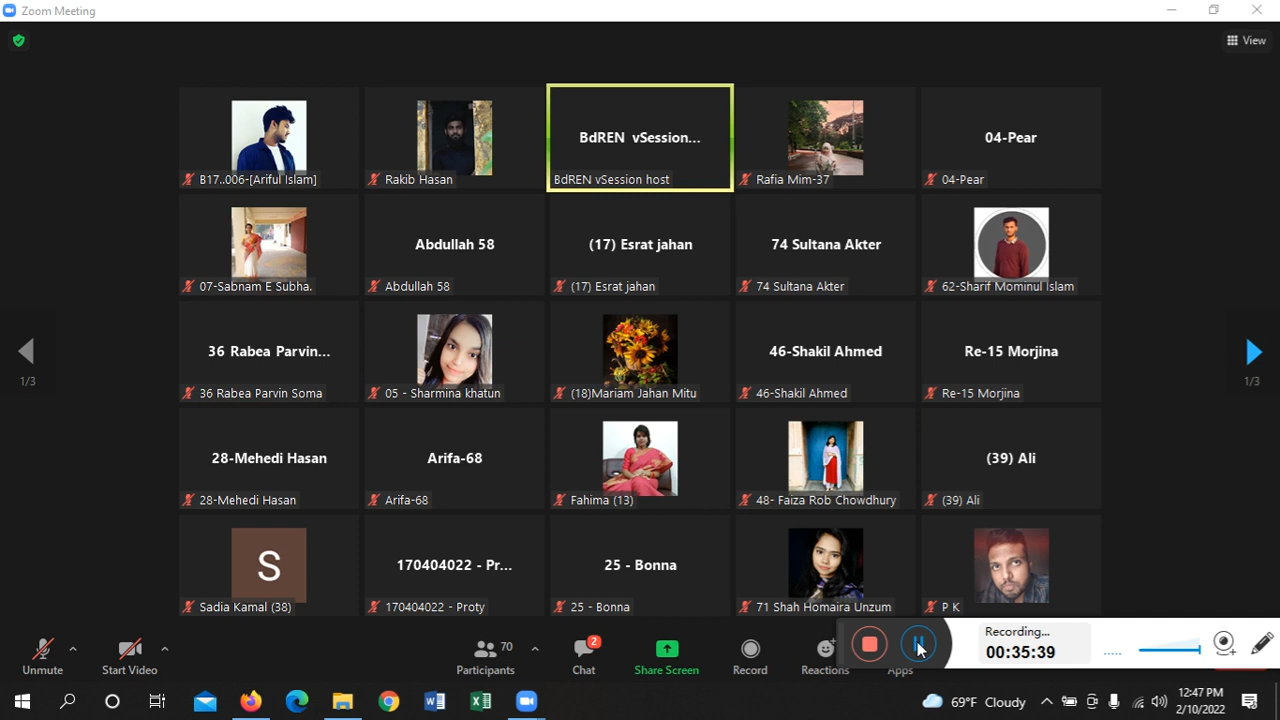 Zoom Meeting
View
B17..006-[Ariful Islam]
Rakib Hasan
BdREN vSession...
BdREN vSession host
Rafia Mim-37
04-Pear
04-Pear
07-Sabnam E Subha.
Abdullah 58
Abdullah 58
(17) Esrat jahan
(17) Esrat jahan
74 Sultana Akter
74 Sultana Akter
62-Sharif Mominul Islam
36 Rabea Parvin...
36 Rabea Parvin Soma
05 - Sharmina khatun
(18)Mariam Jahan Mitu
46-Shakil Ahmed
46-Shakil Ahmed
Re-15 Morjina
Re-15 Morjina
1/3
1/3
28-Mehedi Hasan
28-Mehedi Hasan
Arifa-68
Arifa-68
Fahima (13)
48- Faiza Rob Chowdhury
(39) Ali
(39) Ali
S
Sadia Kamal (38)
170404022 - Pr...
170404022 - Proty
25 - Bonna
25 - Bonna
71 Shah Homaira Unzum
P K
Unmute
Start Video
70
Participants
2
Chat
Share Screen
Record
Reactions
Apps
Recording...
00:35:39
69°F Cloudy
12:47 PM
2/10/2022